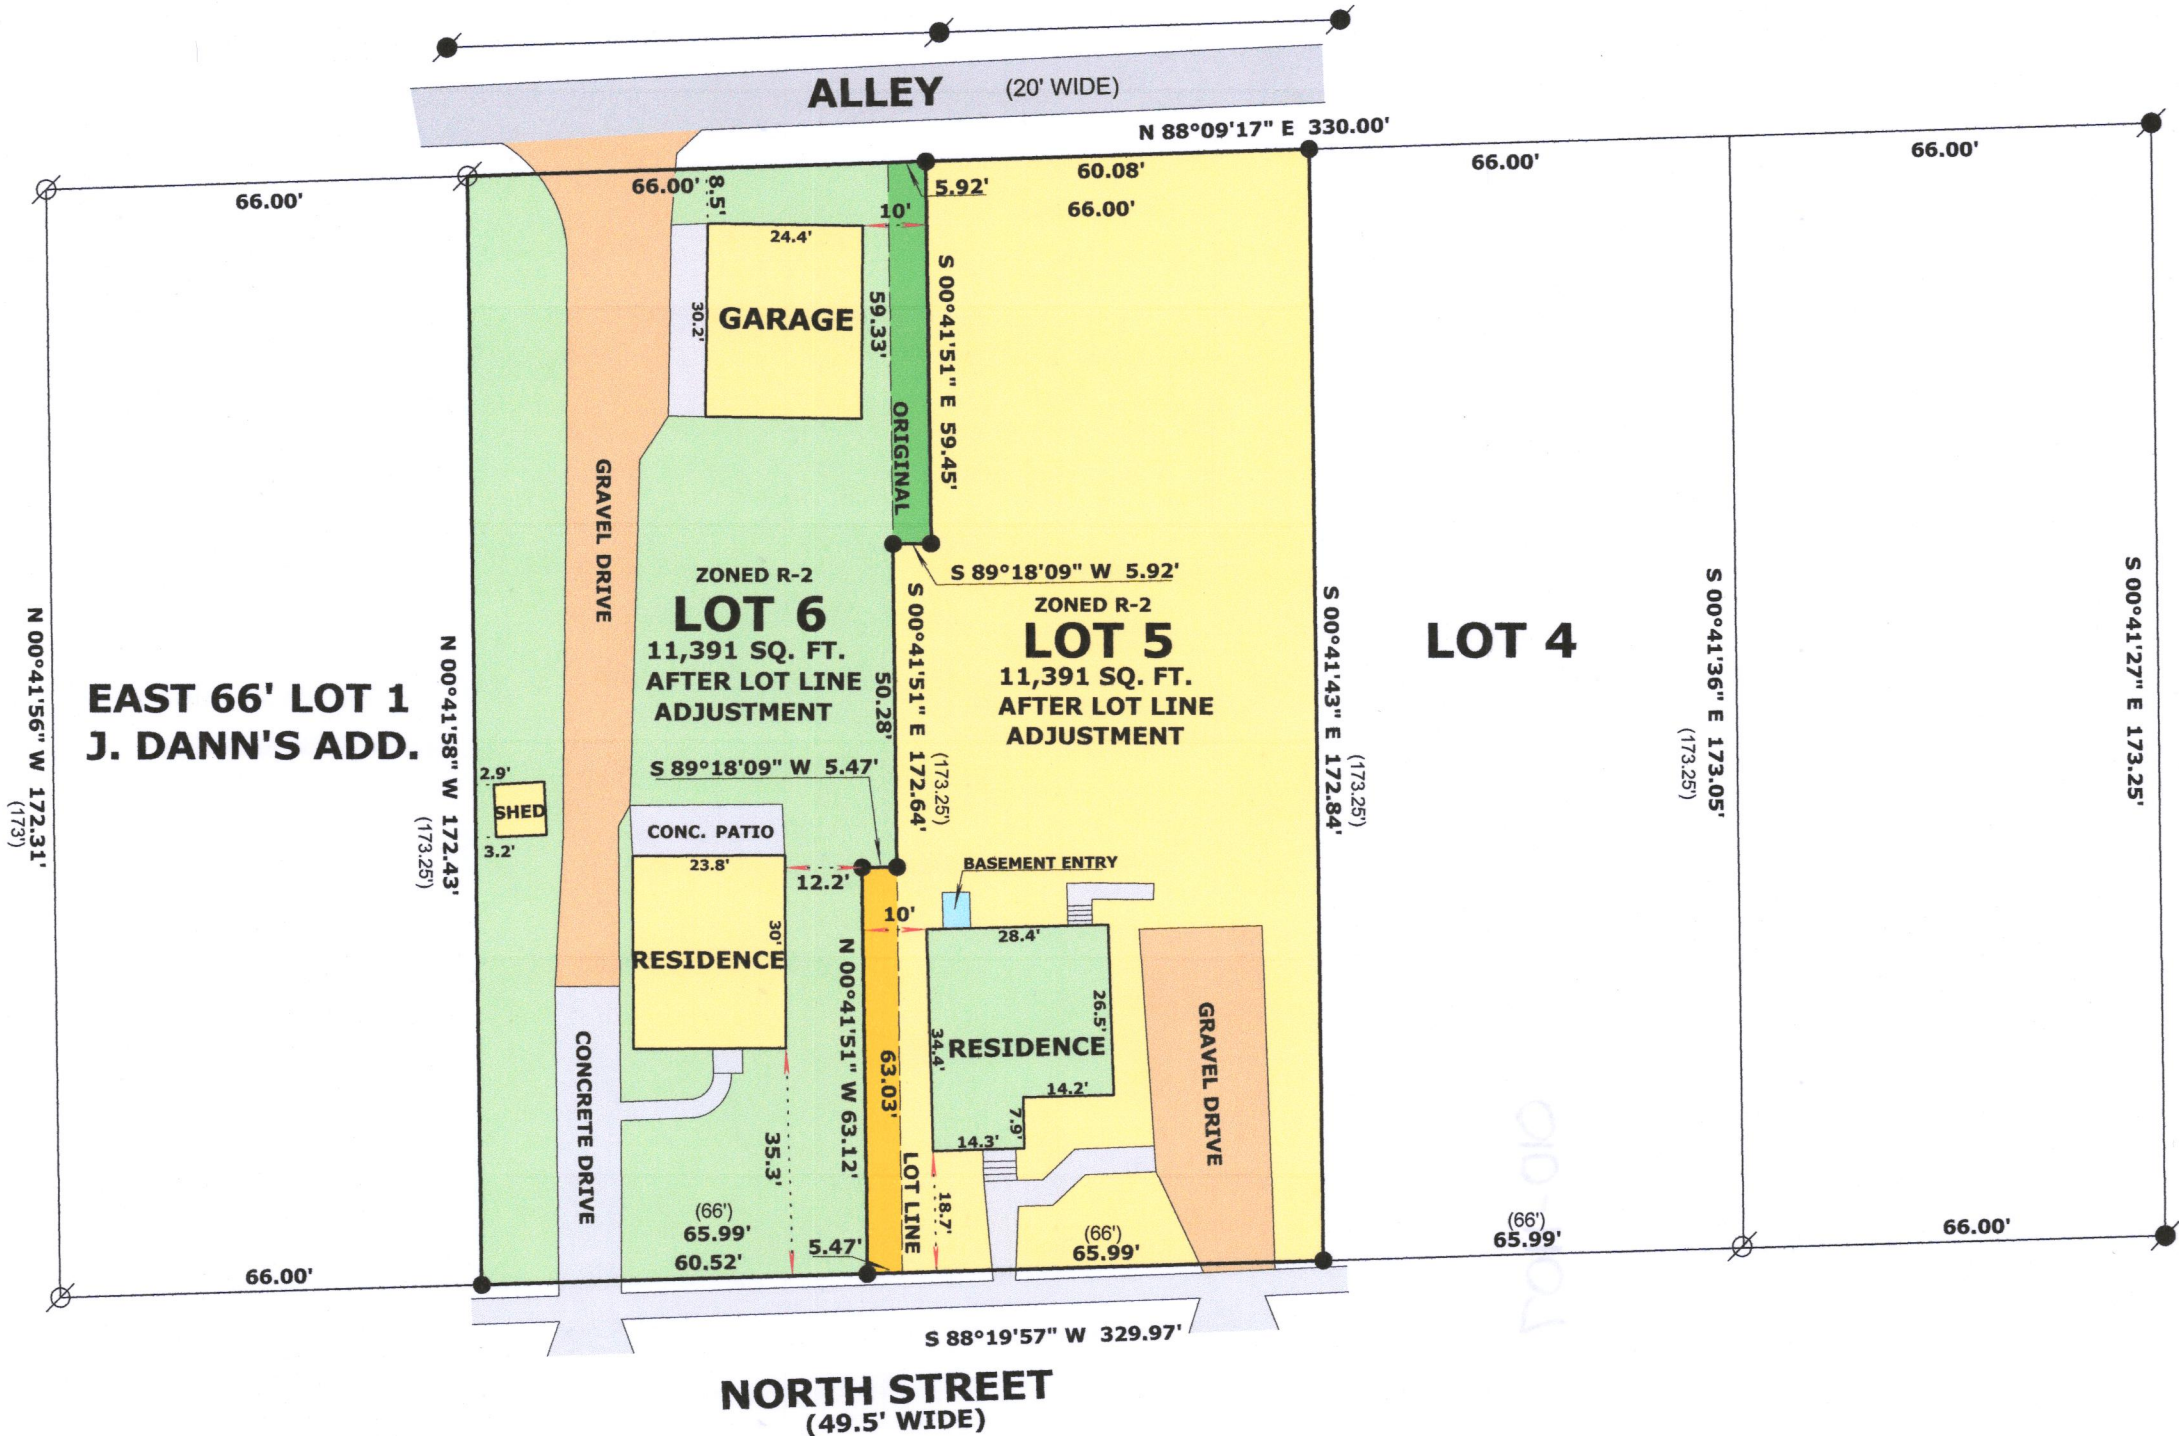 ALLEY (20' WIDE)
N 88°09'17" E 330.00'
66.00'
66.00'
8.5'
5.92'
10'
60.08'
66.00'
66.00'
66.00'
24.4'
30.2'
GARAGE
59.33'
ORIGINAL
S 00°41'51" E 59.45'
GRAVEL DRIVE
S 89°18'09" W 5.92'
ZONED R-2
LOT 6
11,391 SQ. FT.
AFTER LOT LINE
ADJUSTMENT
50.28'
S 00°41'51" E 172.64'
(173.25')
ZONED R-2
LOT 5
11,391 SQ. FT.
AFTER LOT LINE
ADJUSTMENT
S 00°41'43" E 172.84'
(173.25')
LOT 4
S 00°41'36" E 173.05'
(173.25')
S 00°41'27" E 173.25'
N 00°41'56" W 172.31'
(173')
EAST 66' LOT 1
J. DANN'S ADD.
N 00°41'58" W 172.43'
(173.25')
S 89°18'09" W 5.47'
2.9'
SHED
3.2'
CONC. PATIO
23.8'
12.2'
30'
RESIDENCE
BASEMENT ENTRY
10'
28.4'
26.5'
34.4'
RESIDENCE
14.2'
7.9'
14.3'
GRAVEL DRIVE
N 00°41'51" W 63.12'
63.03'
LOT LINE
CONCRETE DRIVE
35.3'
18.7'
(66')
65.99'
60.52'
5.47'
(66')
65.99'
(66')
65.99'
66.00'
66.00'
S 88°19'57" W 329.97'
NORTH STREET
(49.5' WIDE)